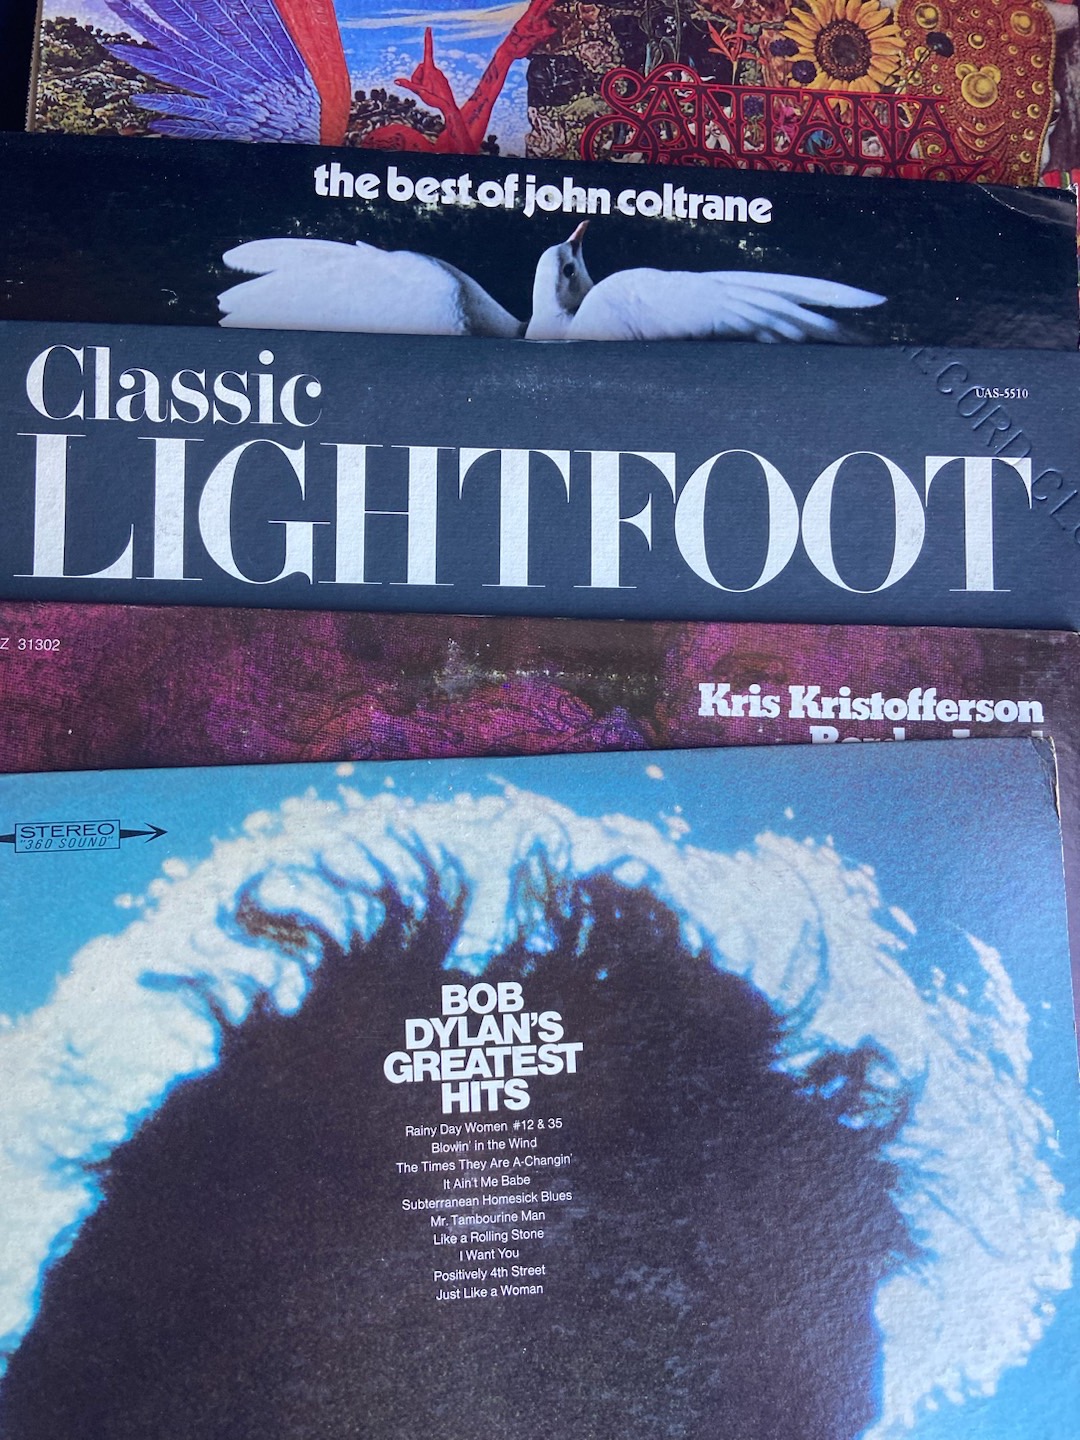 SANTANA
the best of john coltrane
Classic
UAS-5510
LIGHTFOOT
RECORD CLU
Z 31302
Kris Kristofferson
STEREO
"360 SOUND"
BOB
DYLAN'S
GREATEST
HITS
Rainy Day Women #12 & 35
Blowin' in the Wind
The Times They Are A-Changin'
It Ain't Me Babe
Subterranean Homesick Blues
Mr. Tambourine Man
Like a Rolling Stone
I Want You
Positively 4th Street
Just Like a Woman